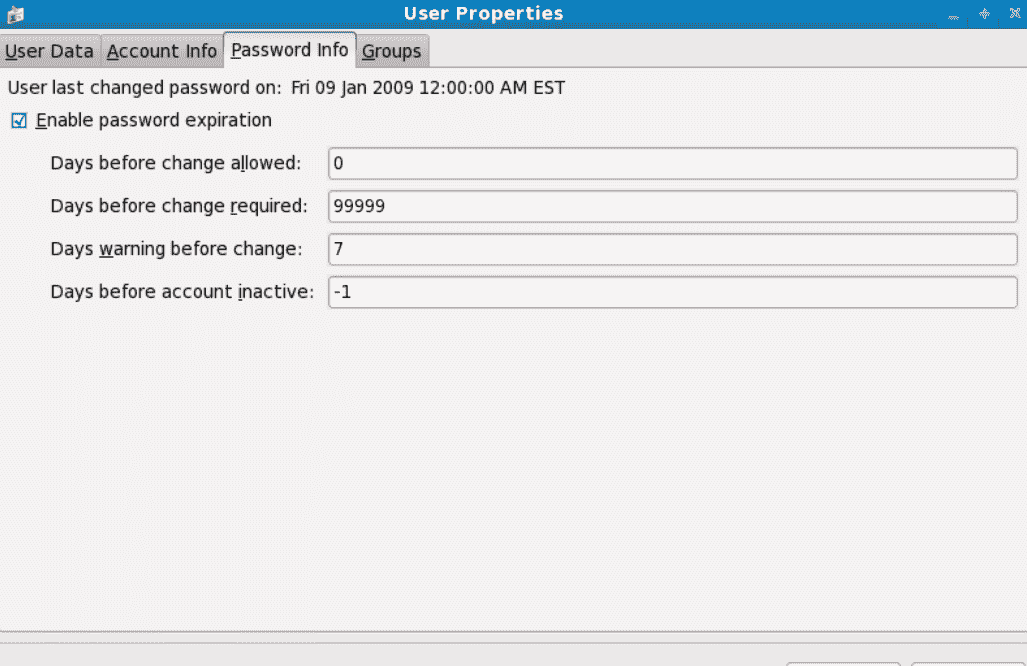 User Properties
User Data Account Info Password Info Groups
User last changed password on: Fri 09 Jan 2009 12:00:00 AM EST
Enable password expiration
Days before change allowed: 0
Days before change required: 99999
Days warning before change: 7
Days before account inactive: -1